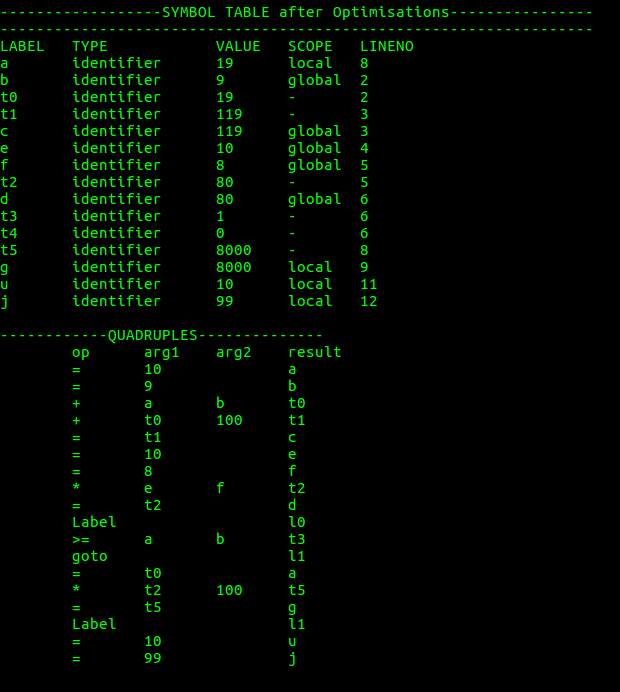 ------------------SYMBOL TABLE after Optimisations----------------
------------------------------------------------------------------
LABEL   TYPE            VALUE   SCOPE   LINENO
a       identifier      19      local   8
b       identifier      9       global  2
t0      identifier      19      -       2
t1      identifier      119     -       3
c       identifier      119     global  3
e       identifier      10      global  4
f       identifier      8       global  5
t2      identifier      80      -       5
d       identifier      80      global  6
t3      identifier      1       -       6
t4      identifier      0       -       6
t5      identifier      8000    -       8
g       identifier      8000    local   9
u       identifier      10      local   11
j       identifier      99      local   12

------------QUADRUPLES--------------
        op      arg1    arg2    result
        =       10              a
        =       9               b
        +       a       b       t0
        +       t0      100     t1
        =       t1              c
        =       10              e
        =       8               f
        *       e       f       t2
        =       t2              d
        Label                   l0
        >=      a       b       t3
        goto                    l1
        =       t0              a
        *       t2      100     t5
        =       t5              g
        Label                   l1
        =       10              u
        =       99              j